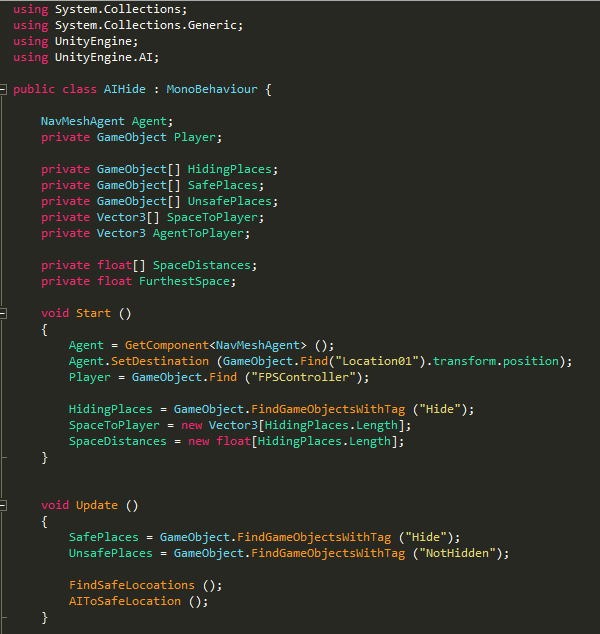 using System.Collections;
using System.Collections.Generic;
using UnityEngine;
using UnityEngine.AI;
public class AIHide : MonoBehaviour {
NavMeshAgent Agent;
private GameObject Player;
private GameObject[] HidingPlaces;
private GameObject[] SafePlaces;
private GameObject[] UnsafePlaces;
private Vector3[] SpaceToPlayer;
private Vector3 AgentToPlayer;
private float[] SpaceDistances;
private float FurthestSpace;
void Start ()
{
Agent = GetComponent<NavMeshAgent> ();
Agent.SetDestination (GameObject.Find("Location01").transform.position);
Player = GameObject.Find ("FPSController");
HidingPlaces = GameObject.FindGameObjectsWithTag ("Hide");
SpaceToPlayer = new Vector3[HidingPlaces.Length];
SpaceDistances = new float[HidingPlaces.Length];
}
void Update ()
{
SafePlaces = GameObject.FindGameObjectsWithTag ("Hide");
UnsafePlaces = GameObject.FindGameObjectsWithTag ("NotHidden");
FindSafeLocoations ();
AIToSafeLocation ();
}